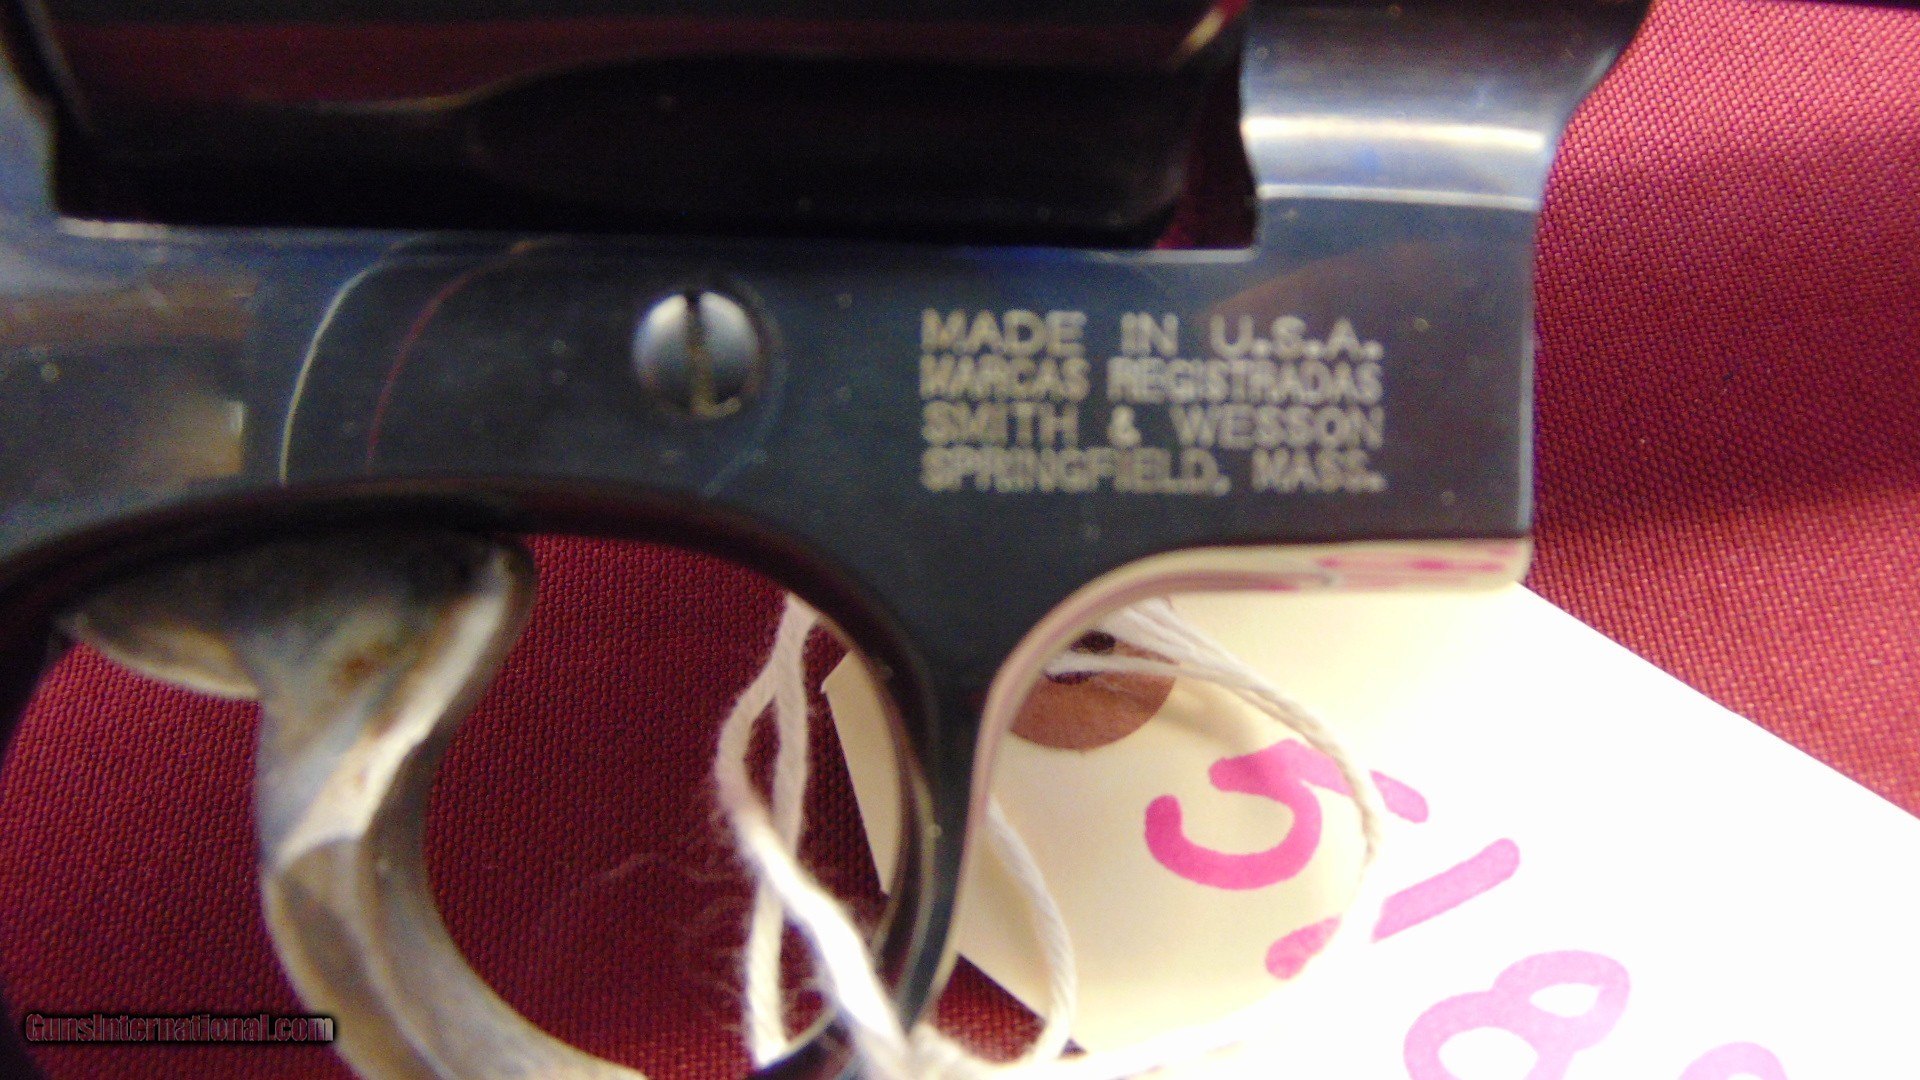 MADE IN U.S.A.
MARCAS REGISTRADAS
SMITH & WESSON
SPRINGFIELD, MASS.
GunsInternational.com